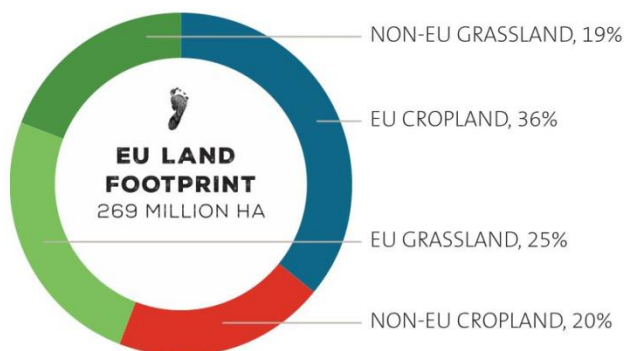 NON-EU GRASSLAND, 19%
EU CROPLAND, 36%
EU LAND
FOOTPRINT
269 MILLION HA
EU GRASSLAND, 25%
NON-EU CROPLAND, 20%